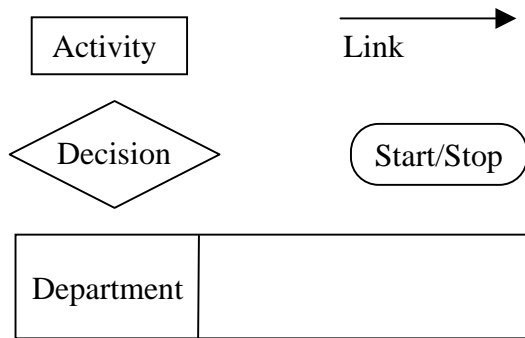 Activity
Link
Decision
Start/Stop
Department